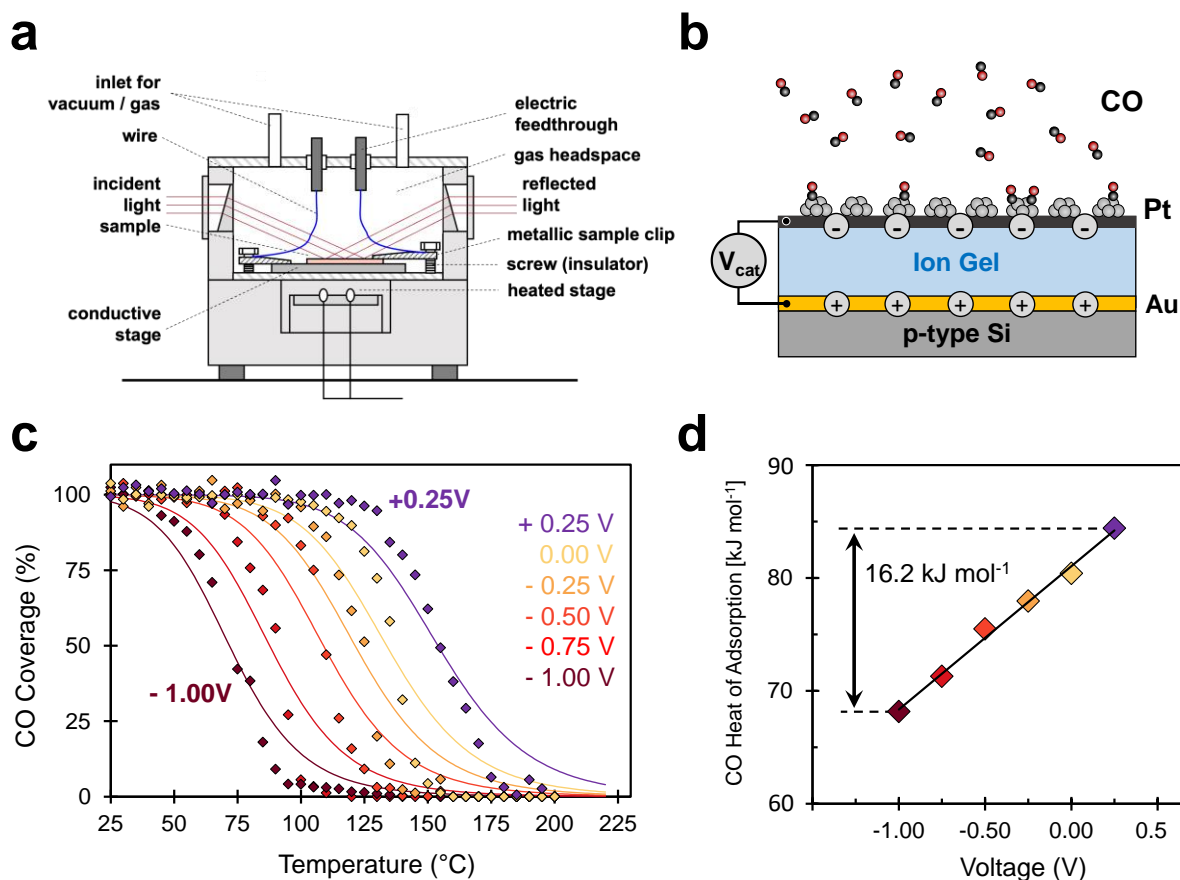 a
inlet for
vacuum / gas
wire
incident
light
sample
conductive
stage
electric
feedthrough
gas headspace
reflected
light
metallic sample clip
screw (insulator)
heated stage
b
CO
Pt
- - - - -
Vcat
Ion Gel
Au
+ + + + +
p-type Si
c
CO Coverage (%)
100
75
50
25
0
+0.25V
+ 0.25 V
0.00 V
- 0.25 V
- 0.50 V
- 0.75 V
- 1.00 V
- 1.00V
25 50 75 100 125 150 175 200 225
Temperature (°C)
d
CO Heat of Adsorption [kJ mol-1]
90
80
70
60
16.2 kJ mol-1
-1.00 -0.50 0.00 0.5
Voltage (V)